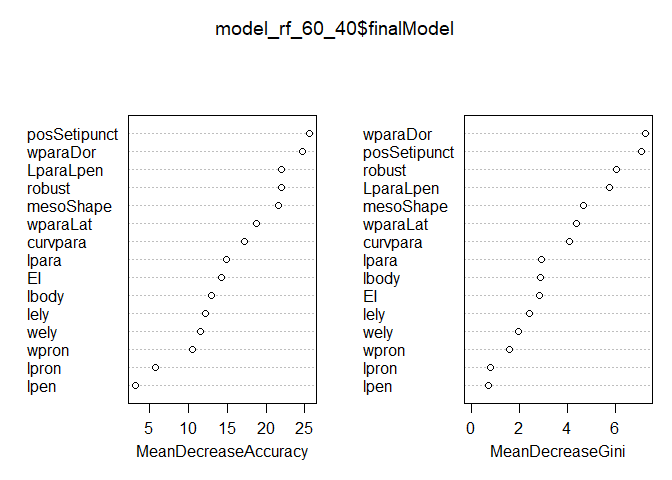 model_rf_60_40$finalModel
posSetipunct
wparaDor
LparaLpen
robust
mesoShape
wparaLat
curvpara
lpara
El
lbody
lely
wely
wpron
lpron
lpen
5 10 15 20 25
MeanDecreaseAccuracy
wparaDor
posSetipunct
robust
LparaLpen
mesoShape
wparaLat
curvpara
lpara
lbody
El
lely
wely
wpron
lpron
lpen
0 2 4 6
MeanDecreaseGini